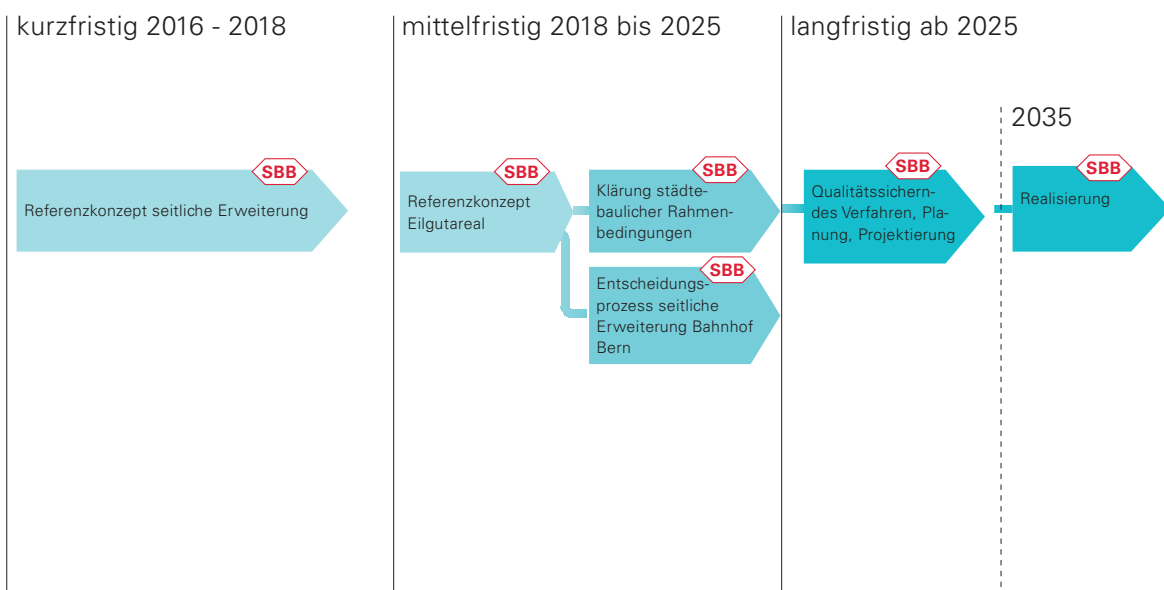 kurzfristig 2016 - 2018
mittelfristig 2018 bis 2025
langfristig ab 2025
2035
SBB
Referenzkonzept seitliche Erweiterung
SBB
Referenzkonzept
Eilgutareal
SBB
Klärung städte-
baulicher Rahmen-
bedingungen
SBB
Entscheidungs-
prozess seitliche
Erweiterung Bahnhof
Bern
SBB
Qualitätssichern-
des Verfahren, Pla-
nung, Projektierung
SBB
Realisierung